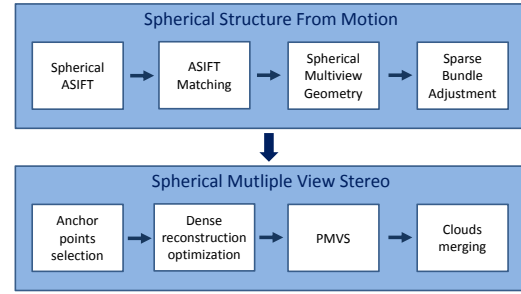 Spherical Structure From Motion
Spherical
ASIFT
ASIFT
Matching
Spherical
Multiview
Geometry
Sparse
Bundle
Adjustment
Spherical Mutliple View Stereo
Anchor
points
selection
Dense
reconstruction
optimization
PMVS
Clouds
merging